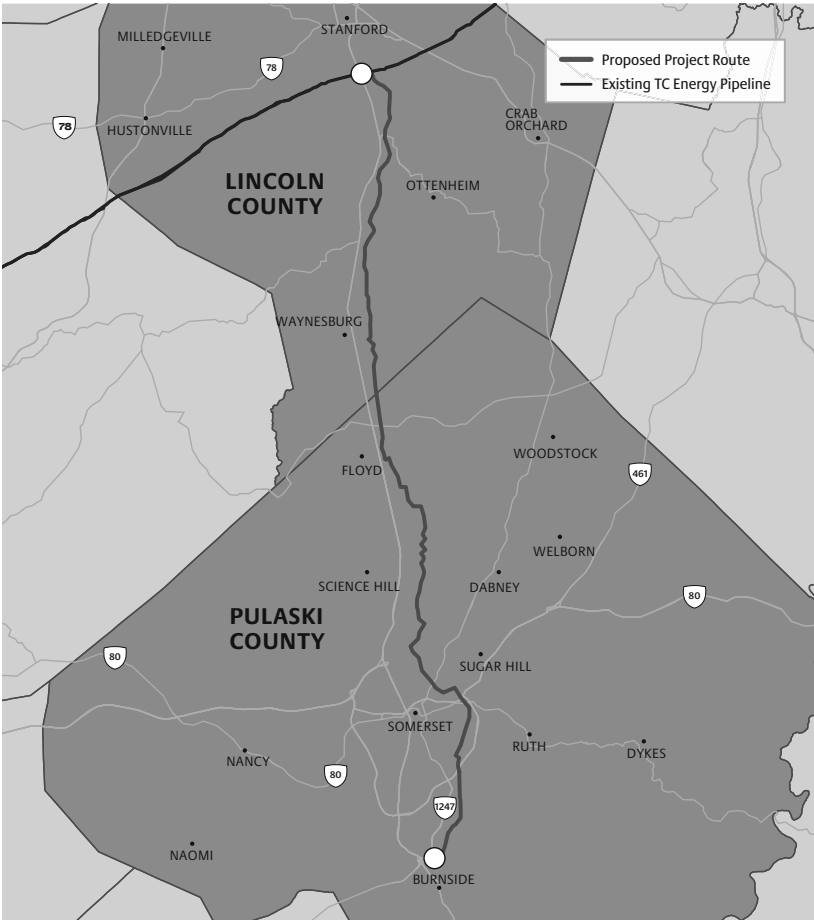 STANFORD
MILLEDGEVILLE
78
Proposed Project Route
Existing TC Energy Pipeline
CRAB
ORCHARD
78
HUSTONVILLE
LINCOLN
COUNTY
OTTENHEIM
WAYNESBURG
WOODSTOCK
FLOYD
461
WELBORN
SCIENCE HILL
DABNEY
80
PULASKI
COUNTY
80
SUGAR HILL
SOMERSET
RUTH
DYKES
NANCY
80
1247
NAOMI
BURNSIDE